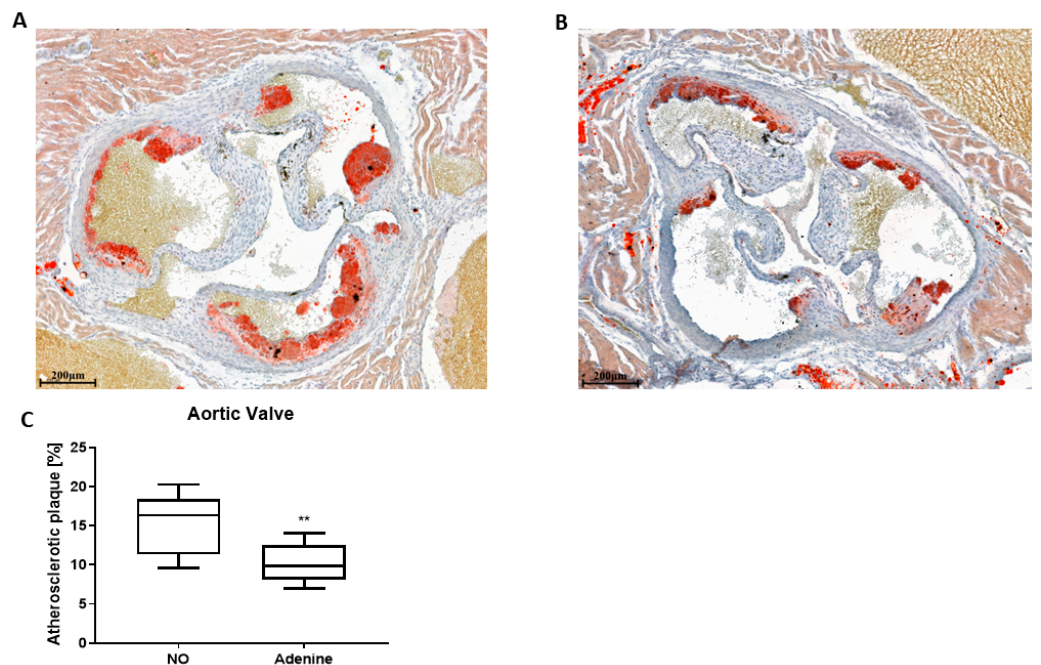 A
B
200μm
200μm
C
Aortic Valve
Atherosclerotic plaque [%]
25
20
15
10
5
0
**
NO
Adenine